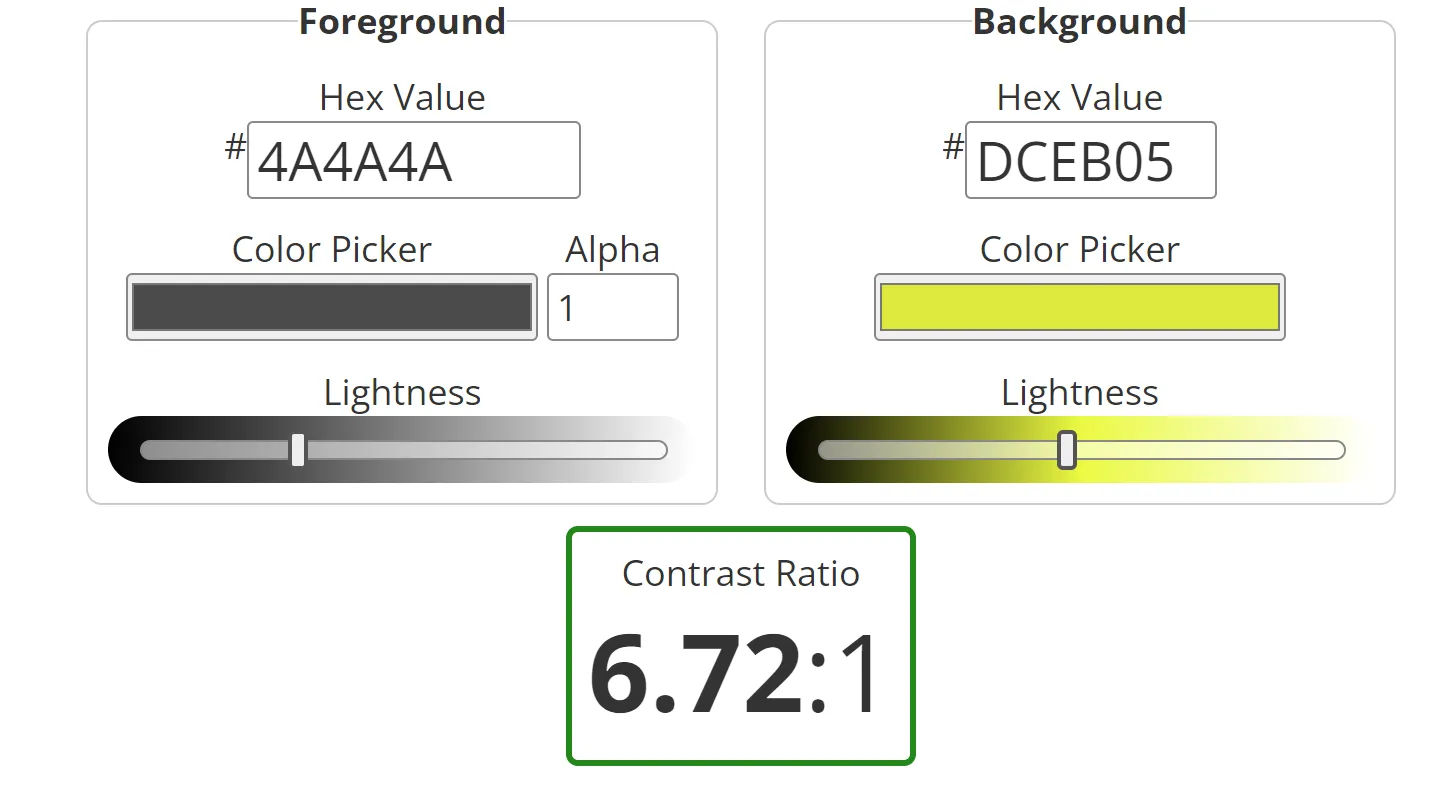 Foreground
Background
Hex Value
Hex Value
#4A4A4A
#DCEB05
Color Picker
Alpha
Color Picker
1
Lightness
Lightness
Contrast Ratio
6.72:1